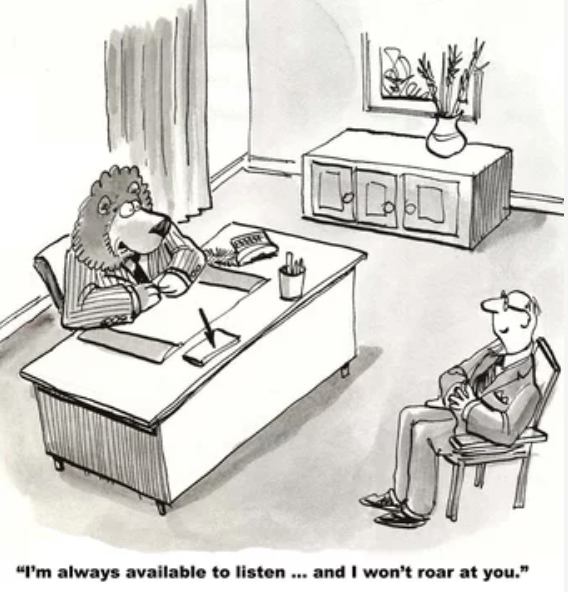 “I’m always available to listen ... and I won’t roar at you.”